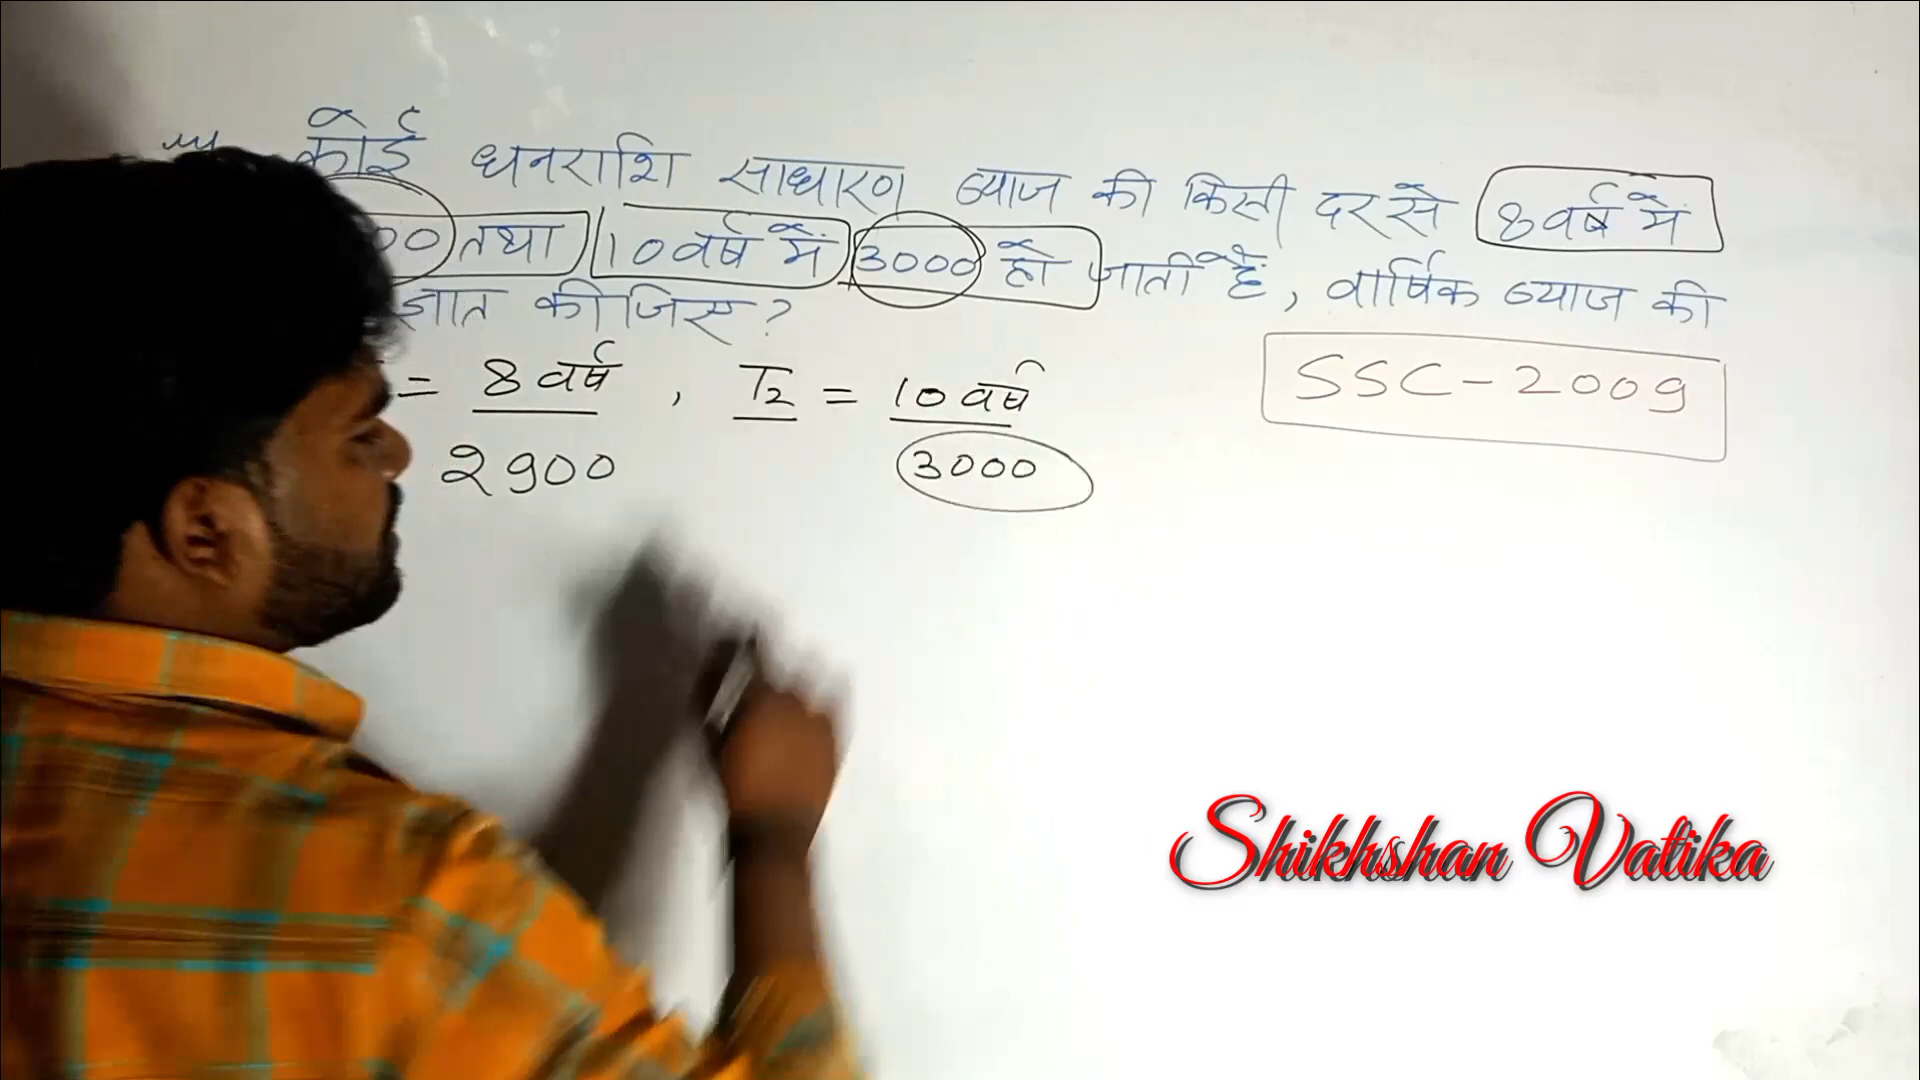 कोई धनराशि साधारण ब्याज की किसी दर से 8 वर्ष में
00 तथा 10 वर्ष में 3000 हो जाती है, वार्षिक ब्याज की
ज्ञात कीजिए?
= 8 वर्ष , T2 = 10 वर्ष
SSC-2009
2900 3000
Shikhshan Vatika